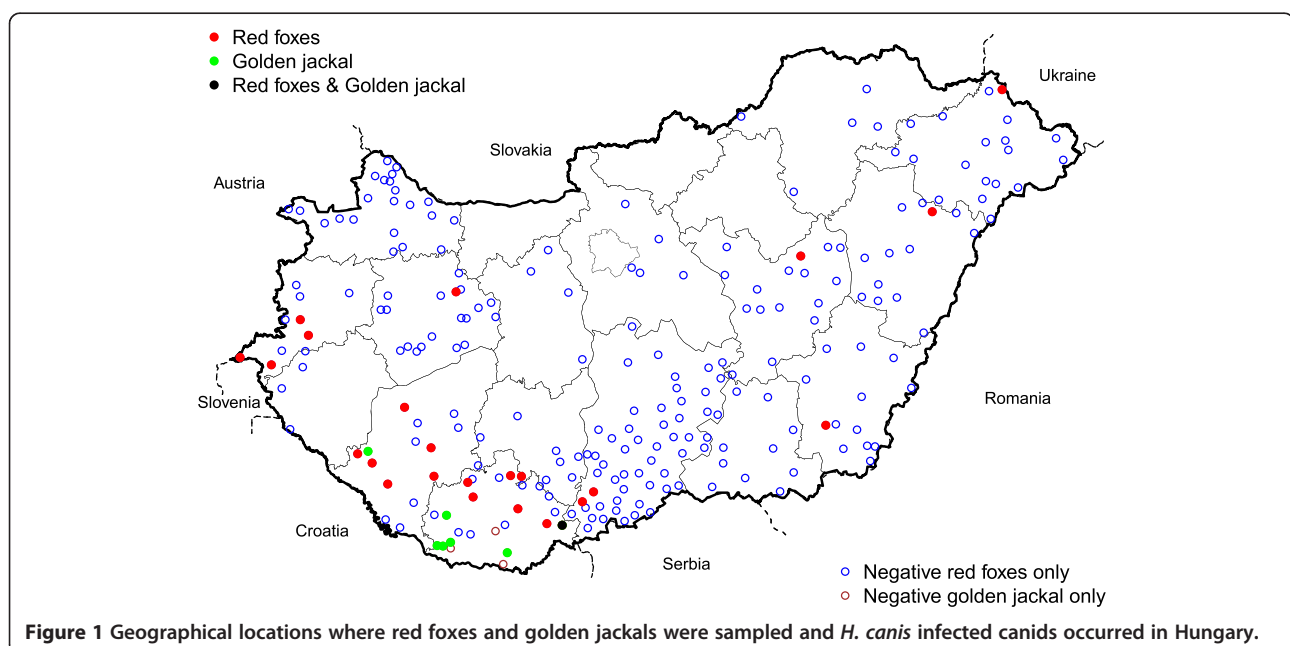 Red foxes
Golden jackal
Red foxes & Golden jackal
Ukraine
Slovakia
Austria
Romania
Slovenia
Croatia
Serbia
Negative red foxes only
Negative golden jackal only
Figure 1 Geographical locations where red foxes and golden jackals were sampled and H. canis infected canids occurred in Hungary.